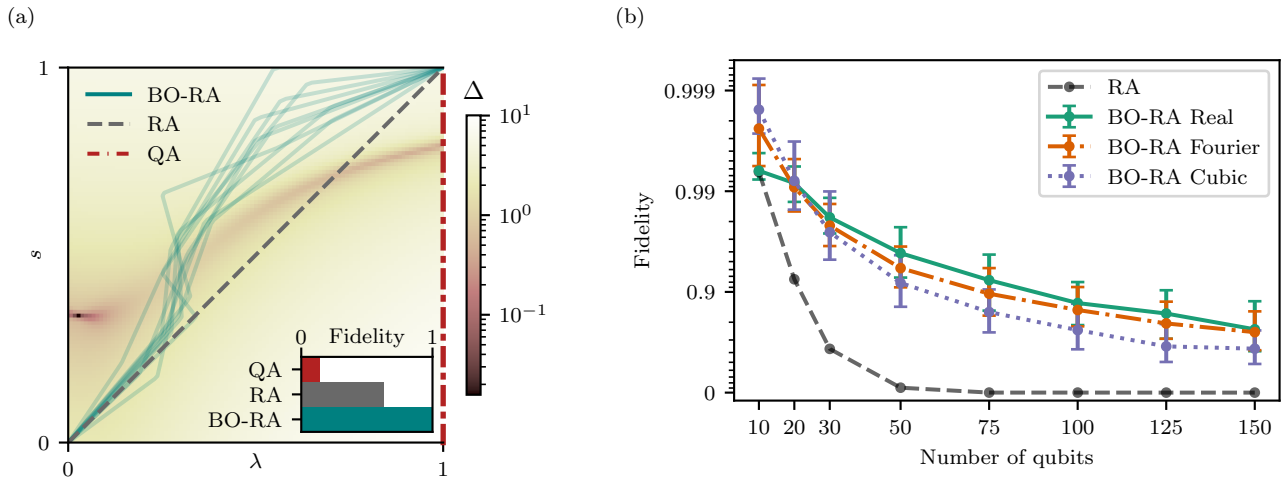 (a)
1
s
0
BO-RA
RA
QA
Δ
10^1
10^0
10^{-1}
0 Fidelity 1
QA
RA
BO-RA
0
λ
1
(b)
Fidelity
0.999
0.99
0.9
0
RA
BO-RA Real
BO-RA Fourier
BO-RA Cubic
10 20 30 50 75 100 125 150
Number of qubits